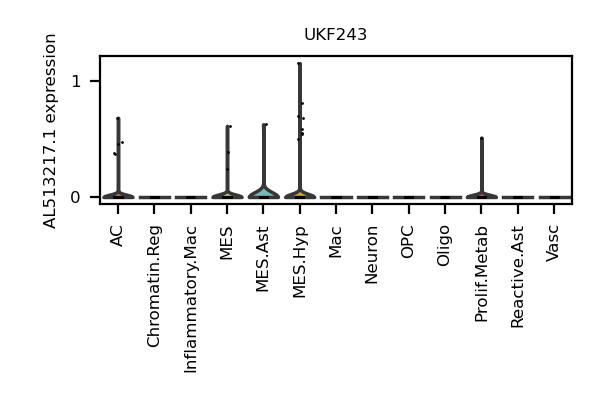 UKF243
AL513217.1 expression
1
0
AC
Chromatin.Reg
Inflammatory.Mac
MES
MES.Ast
MES.Hyp
Mac
Neuron
OPC
Oligo
Prolif.Metab
Reactive.Ast
Vasc